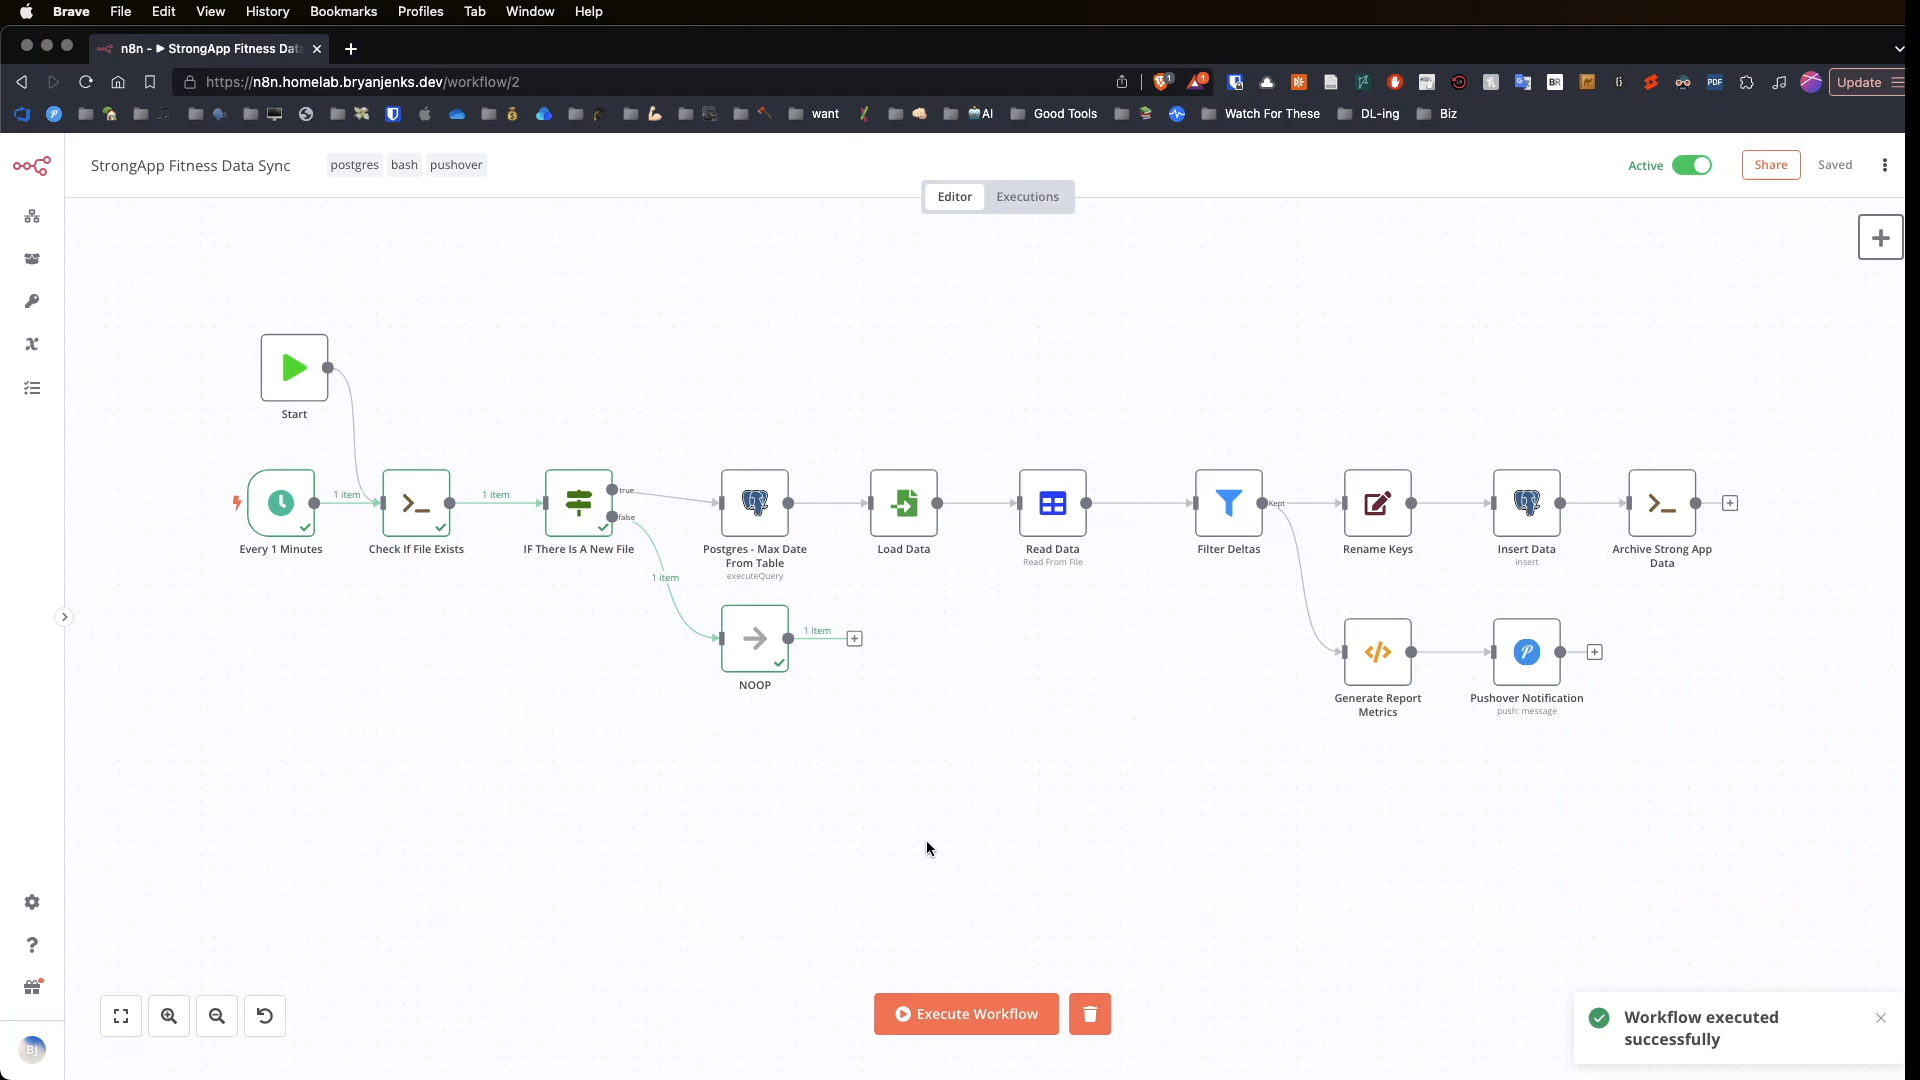 Brave File Edit View History Bookmarks Profiles Tab Window Help
n8n - ▶ StrongApp Fitness Data
https://n8n.homelab.bryanjenks.dev/workflow/2
1 1 BR PDF Update
want AI Good Tools Watch For These DL-ing Biz
StrongApp Fitness Data Sync postgres bash pushover Active Share Saved
Editor Executions
Start
1 item 1 item true false Kept
Every 1 Minutes
Check If File Exists
IF There Is A New File
Postgres - Max Date
From Table
executeQuery
Load Data
Read Data
Read From File
Filter Deltas
Rename Keys
Insert Data
insert
Archive Strong App
Data
1 item
1 item
NOOP
Generate Report
Metrics
Pushover Notification
push: message
Execute Workflow
Workflow executed
successfully
BJ